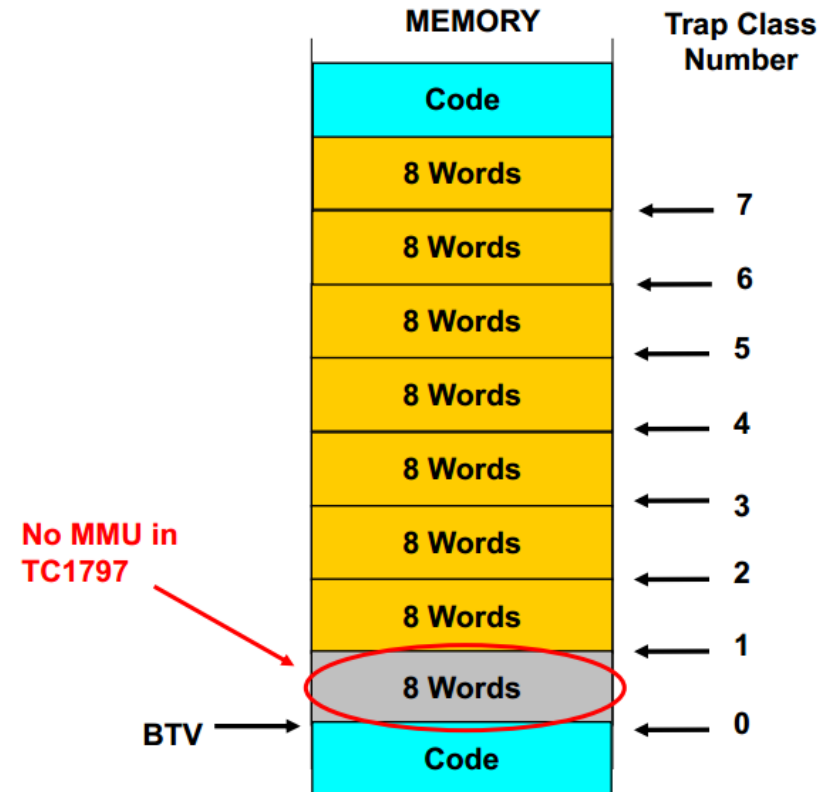 MEMORY
Trap Class
Number
Code
8 Words
7
8 Words
6
8 Words
5
8 Words
4
8 Words
3
8 Words
2
8 Words
1
No MMU in
TC1797
8 Words
0
BTV
Code